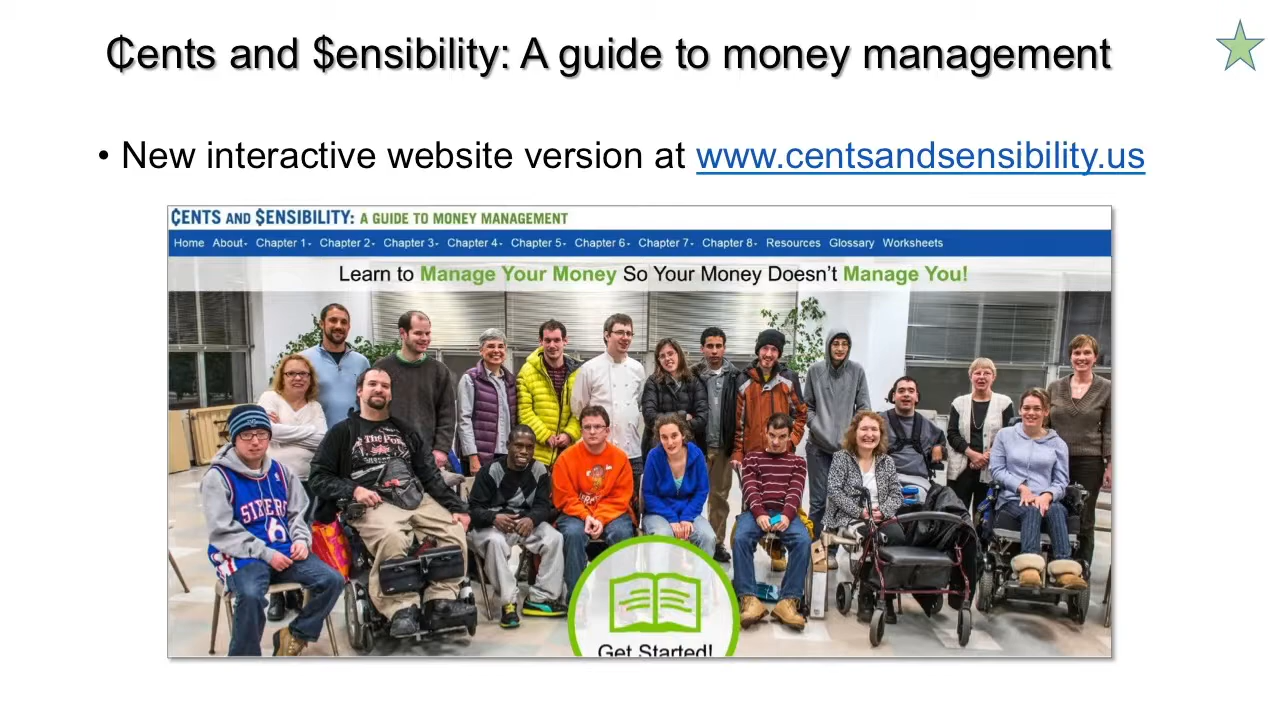 ₵ents and $ensibility: A guide to money management
• New interactive website version at www.centsandsensibility.us
₵ENTS AND $ENSIBILITY: A GUIDE TO MONEY MANAGEMENT
Home About Chapter 1 Chapter 2 Chapter 3 Chapter 4 Chapter 5 Chapter 6 Chapter 7 Chapter 8 Resources Glossary Worksheets
Learn to Manage Your Money So Your Money Doesn't Manage You!
SIXERS
6
Get Started!